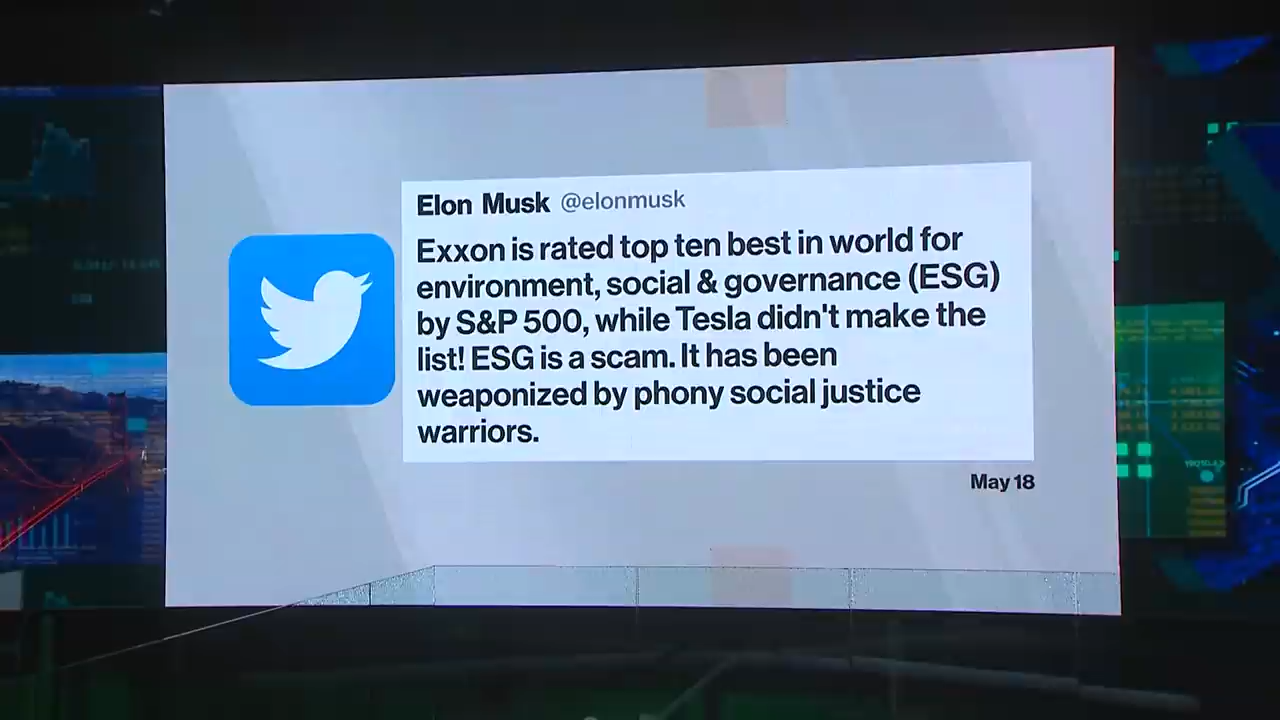 Elon Musk @elonmusk
Exxon is rated top ten best in world for
environment, social & governance (ESG)
by S&P 500, while Tesla didn't make the
list! ESG is a scam. It has been
weaponized by phony social justice
warriors.
May 18